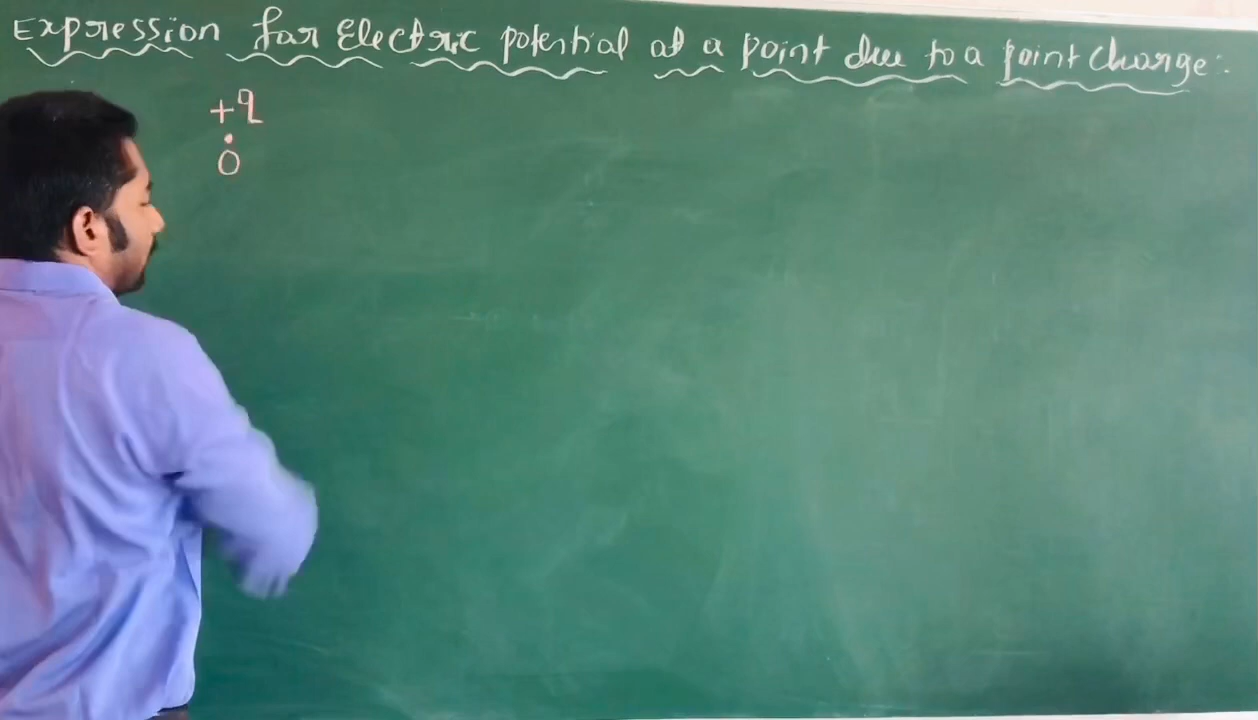 Expression for Electric potential at a point due to a point charge:-
+q
O